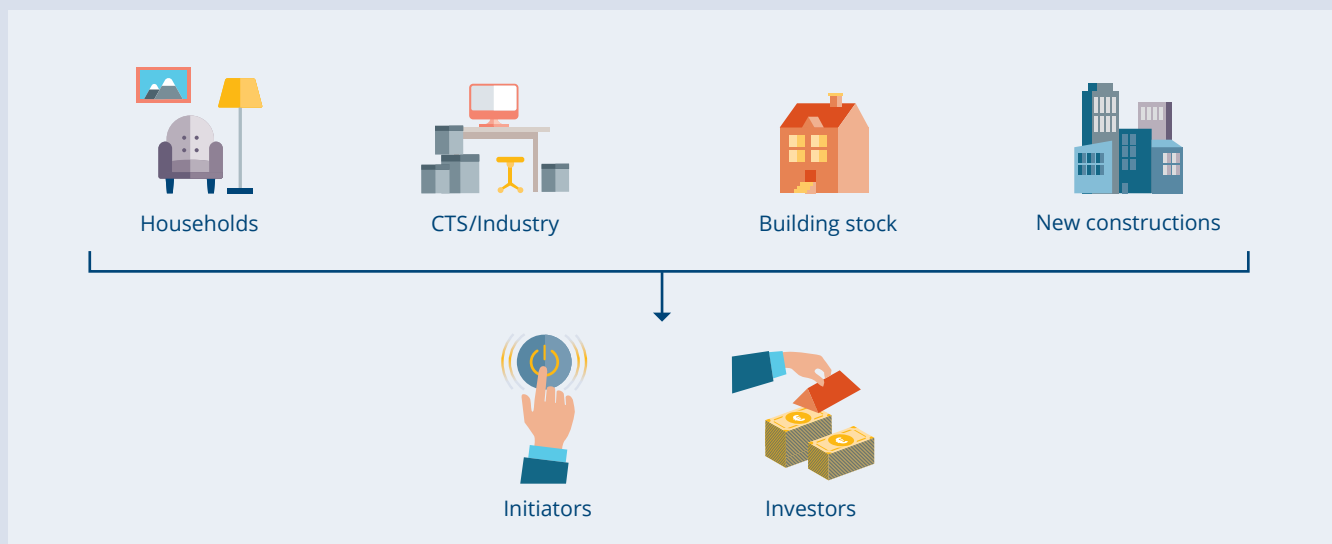 Households
CTS/Industry
Building stock
New constructions
Initiators
Investors